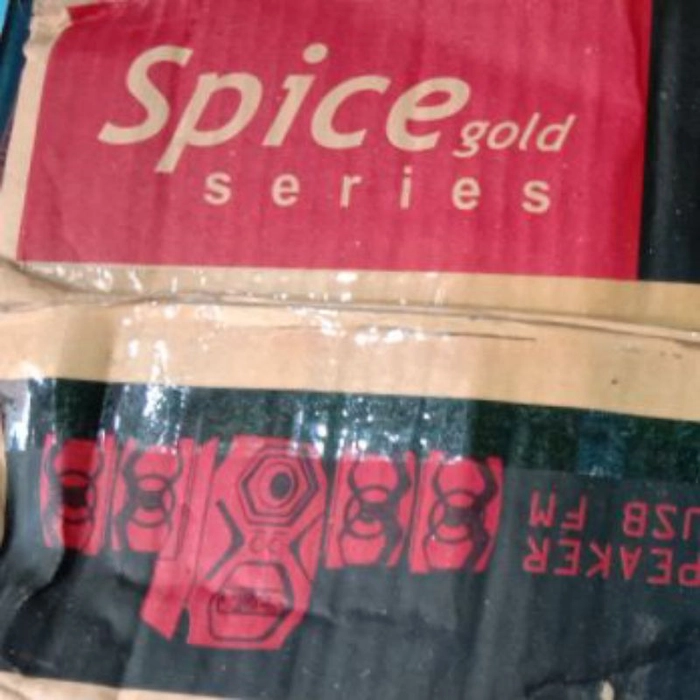 Spice gold
series
PEAKER
USB FM